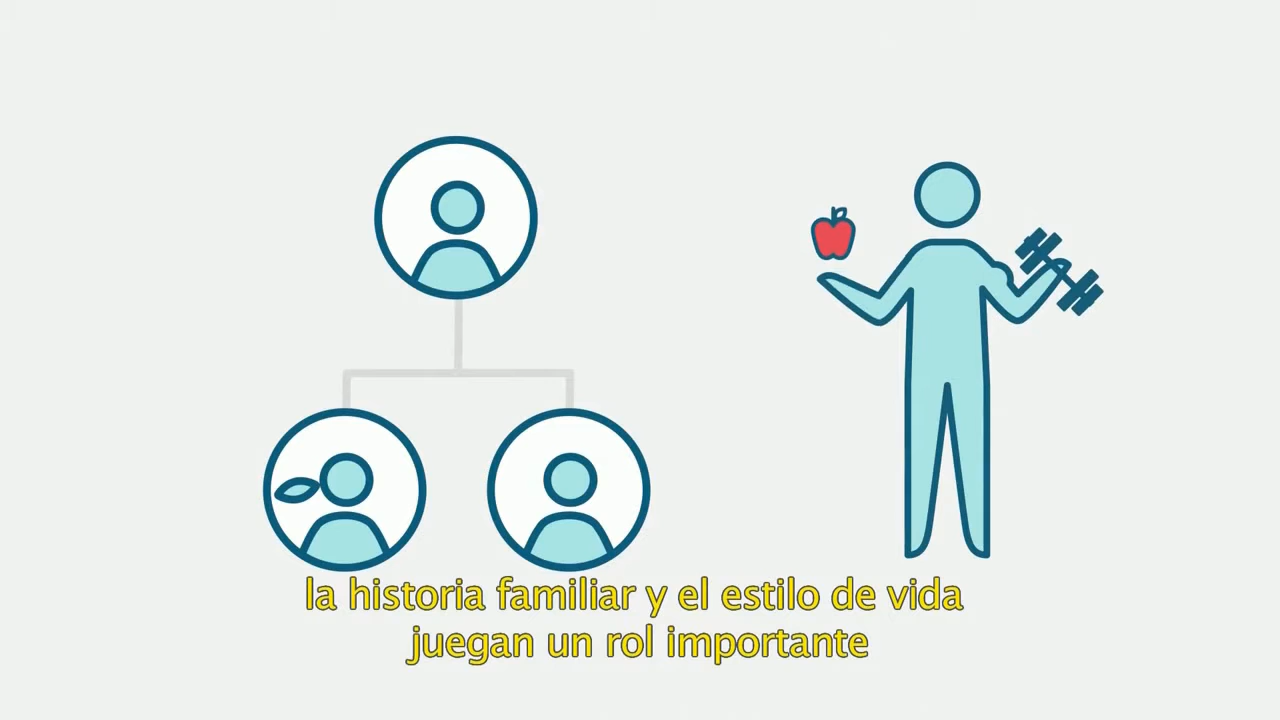 la historia familiar y el estilo de vida
juegan un rol importante